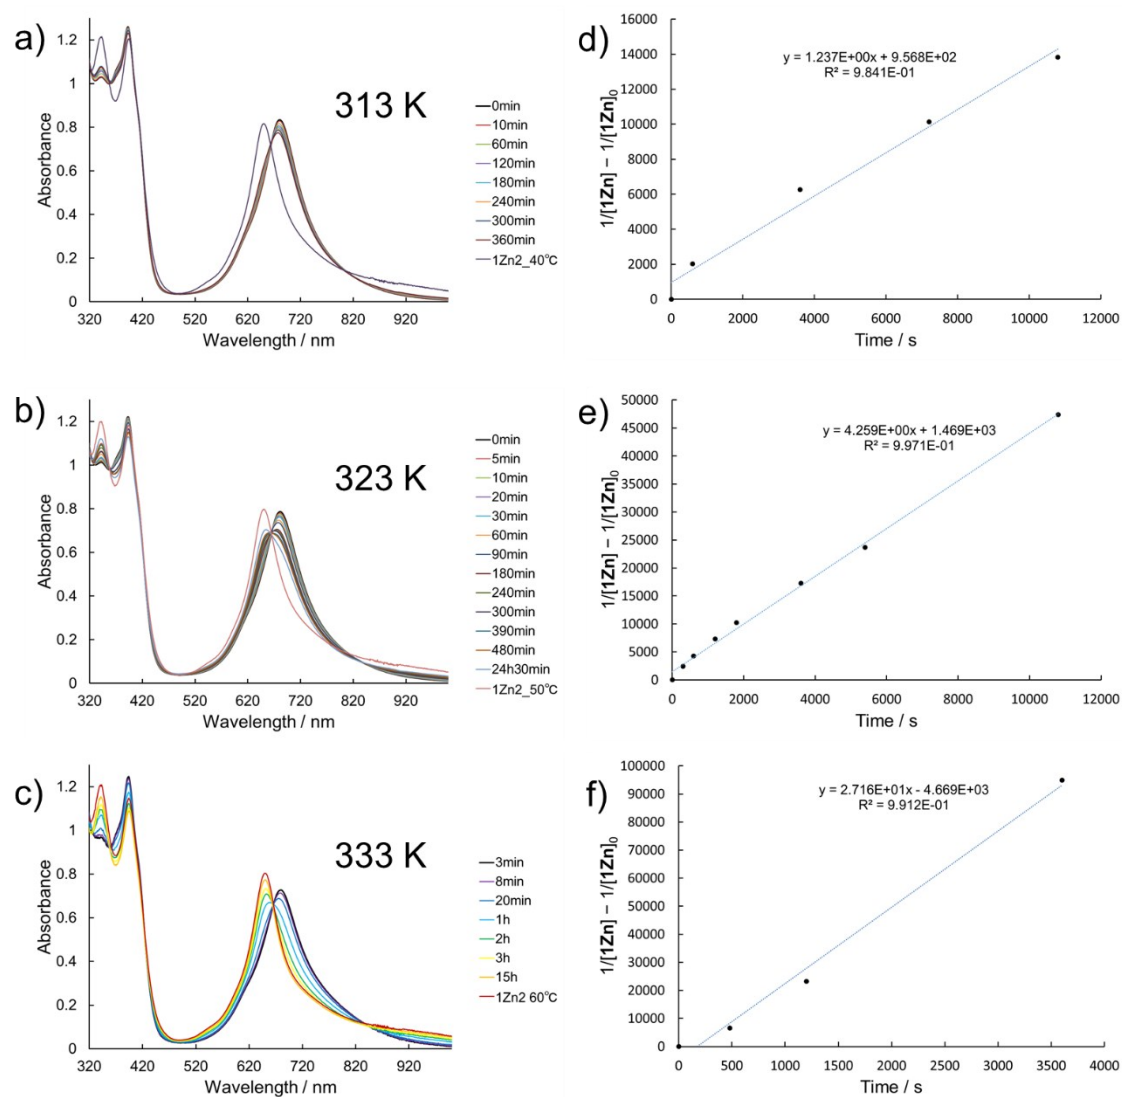 a)
1.2
1
0.8
0.6
0.4
0.2
0
320 420 520 620 720 820 920
Absorbance
Wavelength / nm
313 K
0min
10min
60min
120min
180min
240min
300min
360min
1Zn2_40℃
d)
16000
14000
12000
10000
8000
6000
4000
2000
0
0 2000 4000 6000 8000 10000 12000
1/[1Zn] − 1/[1Zn]0
Time / s
y = 1.237E+00x + 9.568E+02
R² = 9.841E-01
b)
1.2
1
0.8
0.6
0.4
0.2
0
320 420 520 620 720 820 920
Absorbance
Wavelength / nm
323 K
0min
5min
10min
20min
30min
60min
90min
180min
240min
300min
390min
480min
24h30min
1Zn2_50℃
e)
50000
45000
40000
35000
30000
25000
20000
15000
10000
5000
0
0 2000 4000 6000 8000 10000 12000
1/[1Zn] − 1/[1Zn]0
Time / s
y = 4.259E+00x + 1.469E+03
R² = 9.971E-01
c)
1.2
1
0.8
0.6
0.4
0.2
0
320 420 520 620 720 820 920
Absorbance
Wavelength / nm
333 K
3min
8min
20min
1h
2h
3h
15h
1Zn2 60℃
f)
100000
90000
80000
70000
60000
50000
40000
30000
20000
10000
0
0 500 1000 1500 2000 2500 3000 3500 4000
1/[1Zn] − 1/[1Zn]0
Time / s
y = 2.716E+01x - 4.669E+03
R² = 9.912E-01